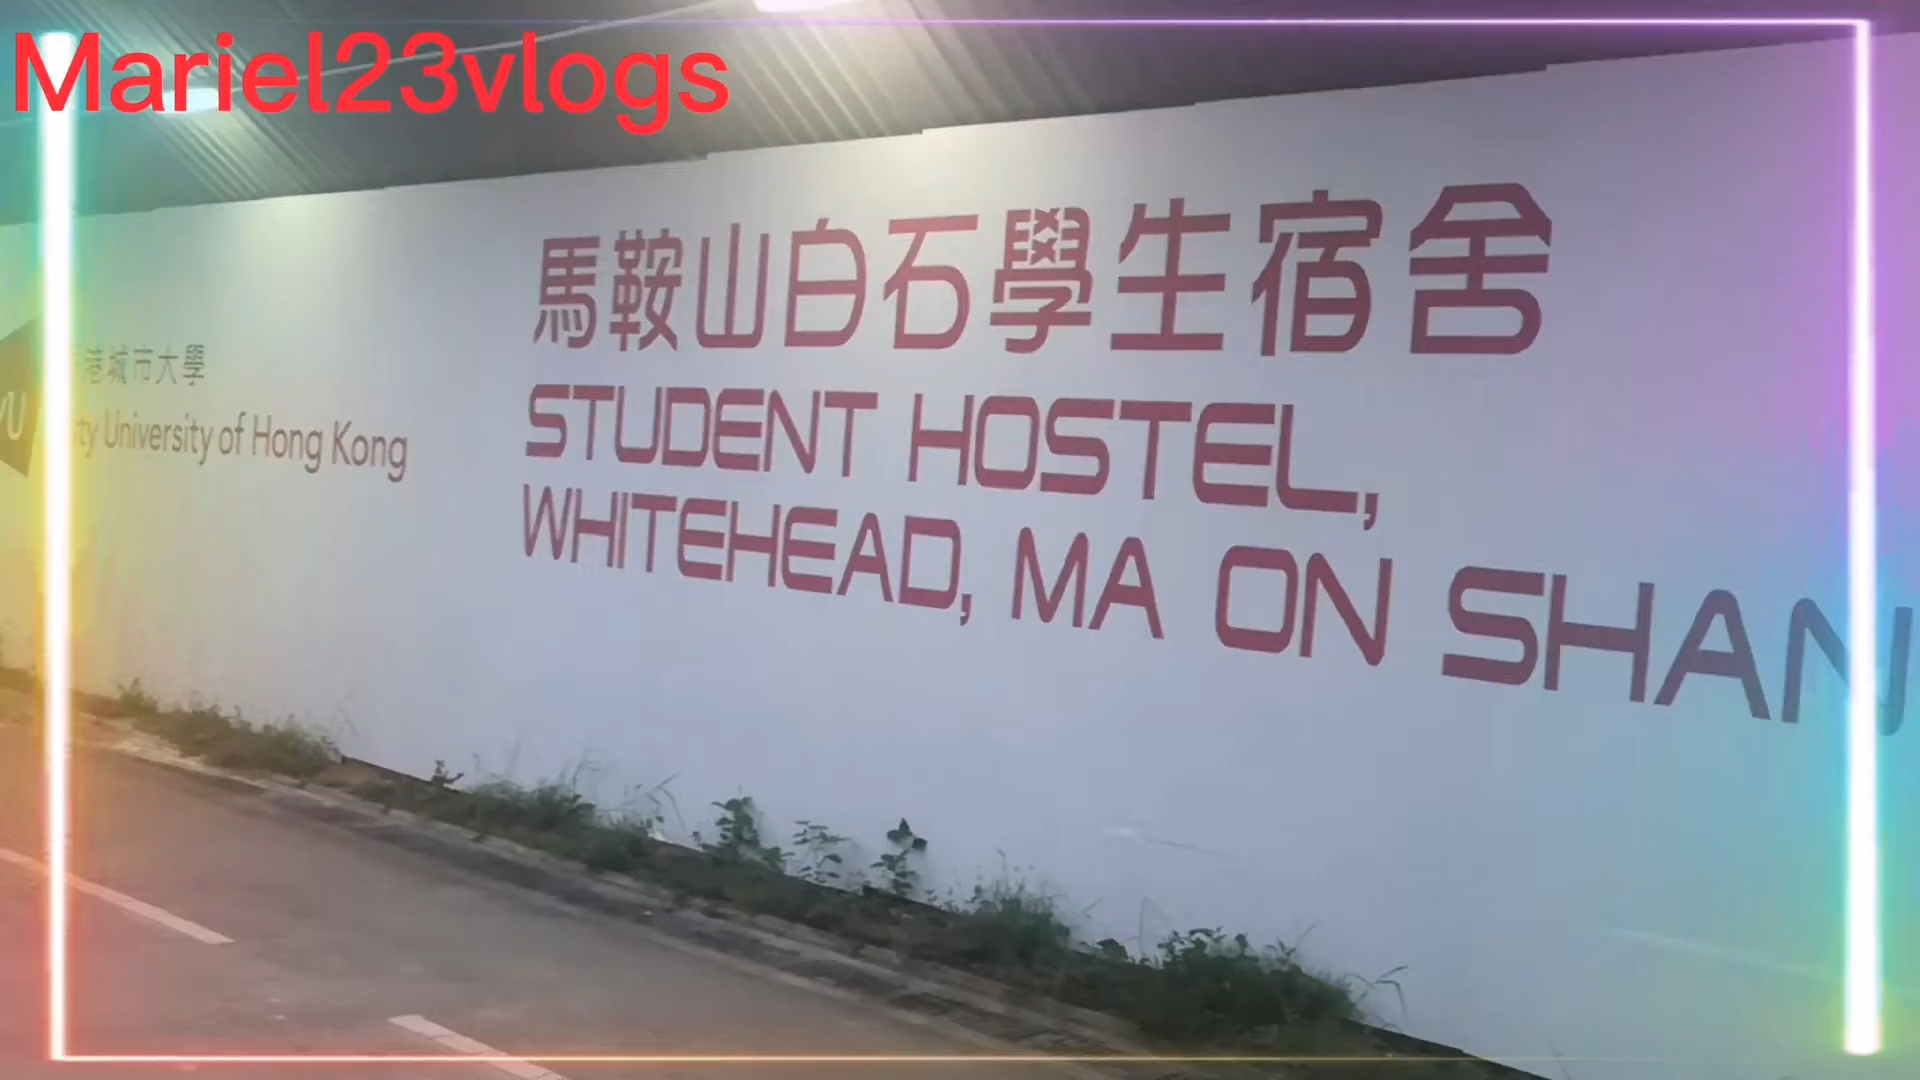 Mariel23vlogs
馬鞍山白石學生宿舍
STUDENT HOSTEL,
WHITEHEAD, MA ON SHAN
港城市大學
University of Hong Kong